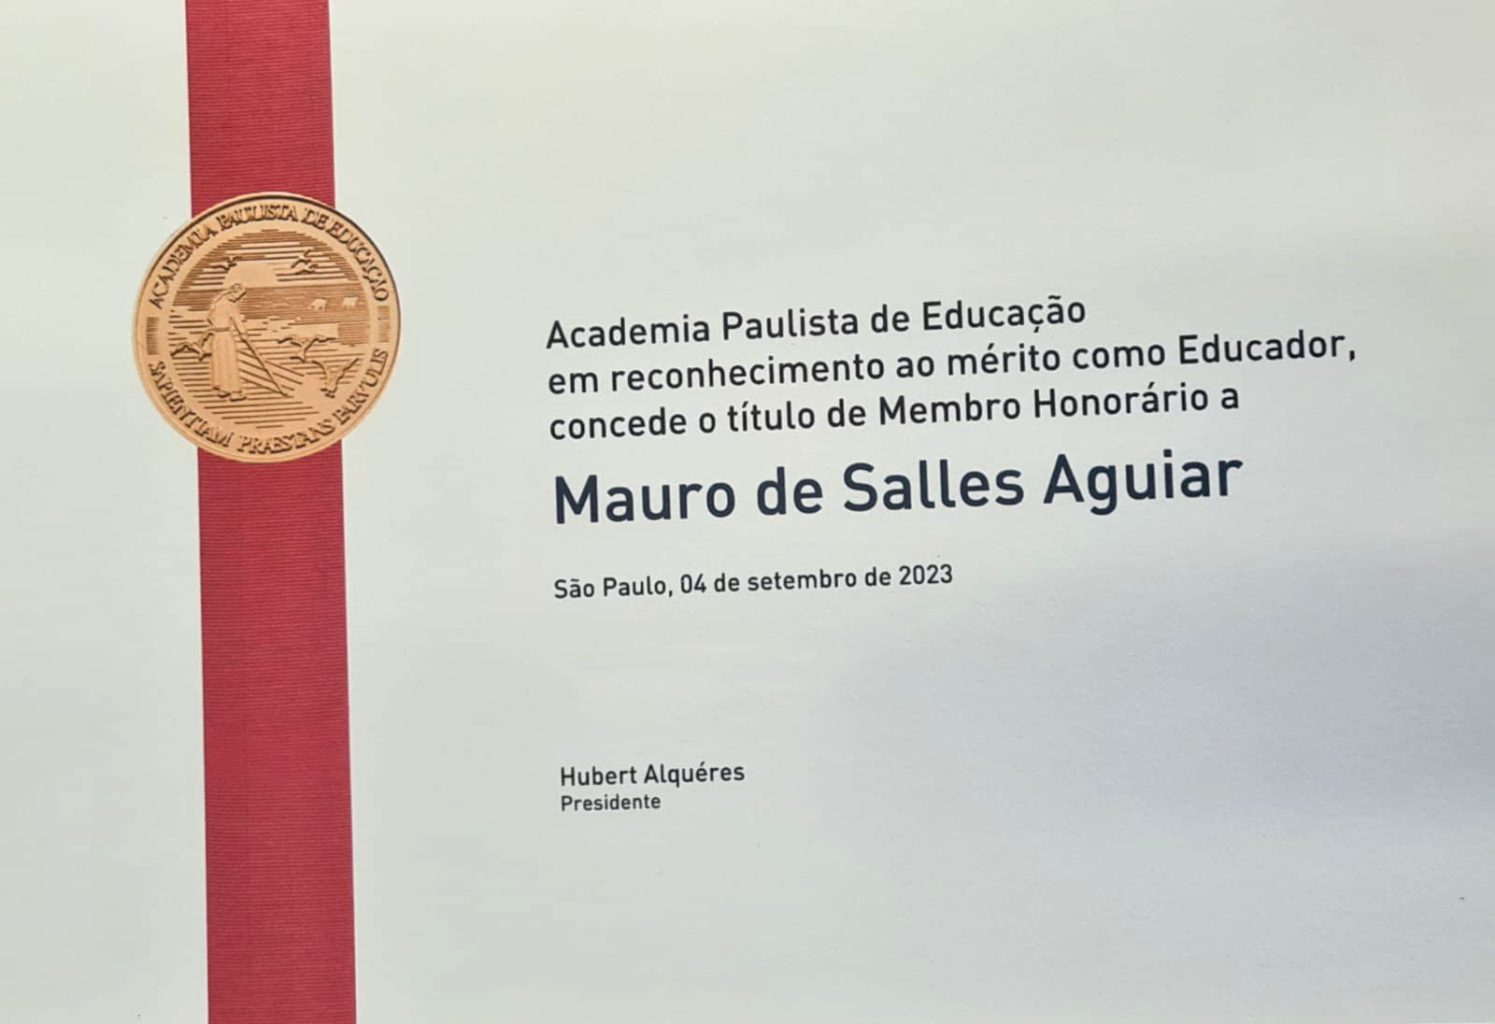 ACADEMIA PAULISTA DE EDUCAÇÃO
SAPIENTIAM PRÆSTANS PARVULIS
Academia Paulista de Educação
em reconhecimento ao mérito como Educador,
concede o título de Membro Honorário a
Mauro de Salles Aguiar
São Paulo, 04 de setembro de 2023
Hubert Alquéres
Presidente